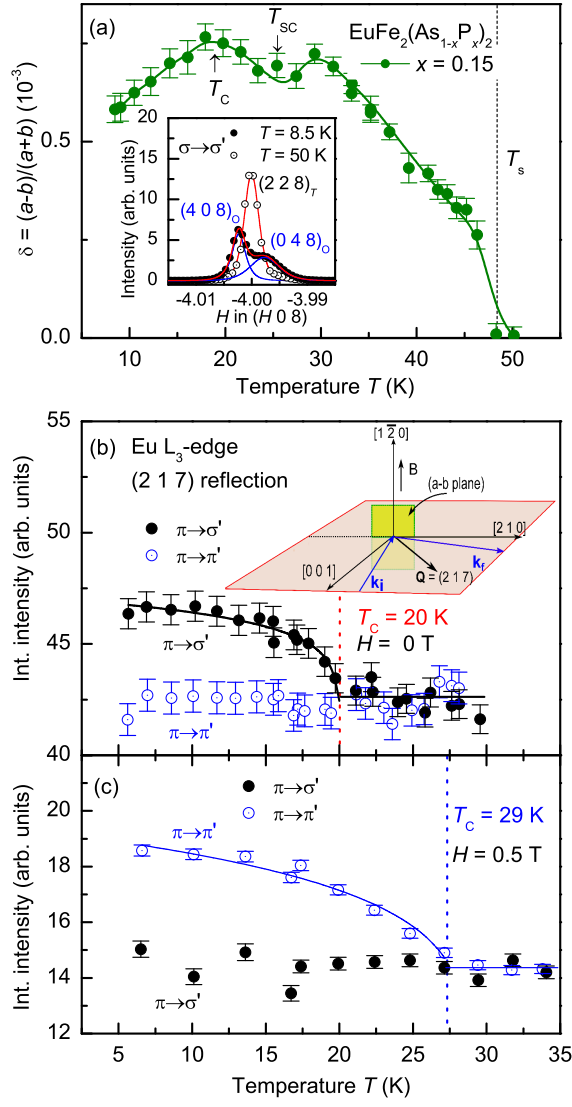 (a)
T_SC
EuFe₂(As₁₋ₓPₓ)₂
x = 0.15
T_C
T_s
δ = (a-b)/(a+b) (10⁻³)
0.5
0.0
25
20
15
10
5
0
Intensity (arb. units)
σ→σ′
T = 8.5 K
T = 50 K
(2 2 8)_T
(4 0 8)_O
(0 4 8)_O
-4.01 -4.00 -3.99
H in (H 0 8)
10 15 20 25 30 35 40 45 50
Temperature T (K)
(b) Eu L₃-edge
(2 1 7) reflection
π→σ′
π→π′
[1 2̅ 0]
B
(a-b plane)
[2 1 0]
[0 0 1]
k_i
k_f
Q = (2 1 7)
T_C = 20 K
H = 0 T
π→σ′
π→π′
55
50
45
40
Int. intensity (arb. units)
(c)
π→σ′
π→π′
π→π′
T_C = 29 K
H = 0.5 T
π→σ′
20
18
16
14
12
Int. intensity (arb. units)
5 10 15 20 25 30 35
Temperature T (K)